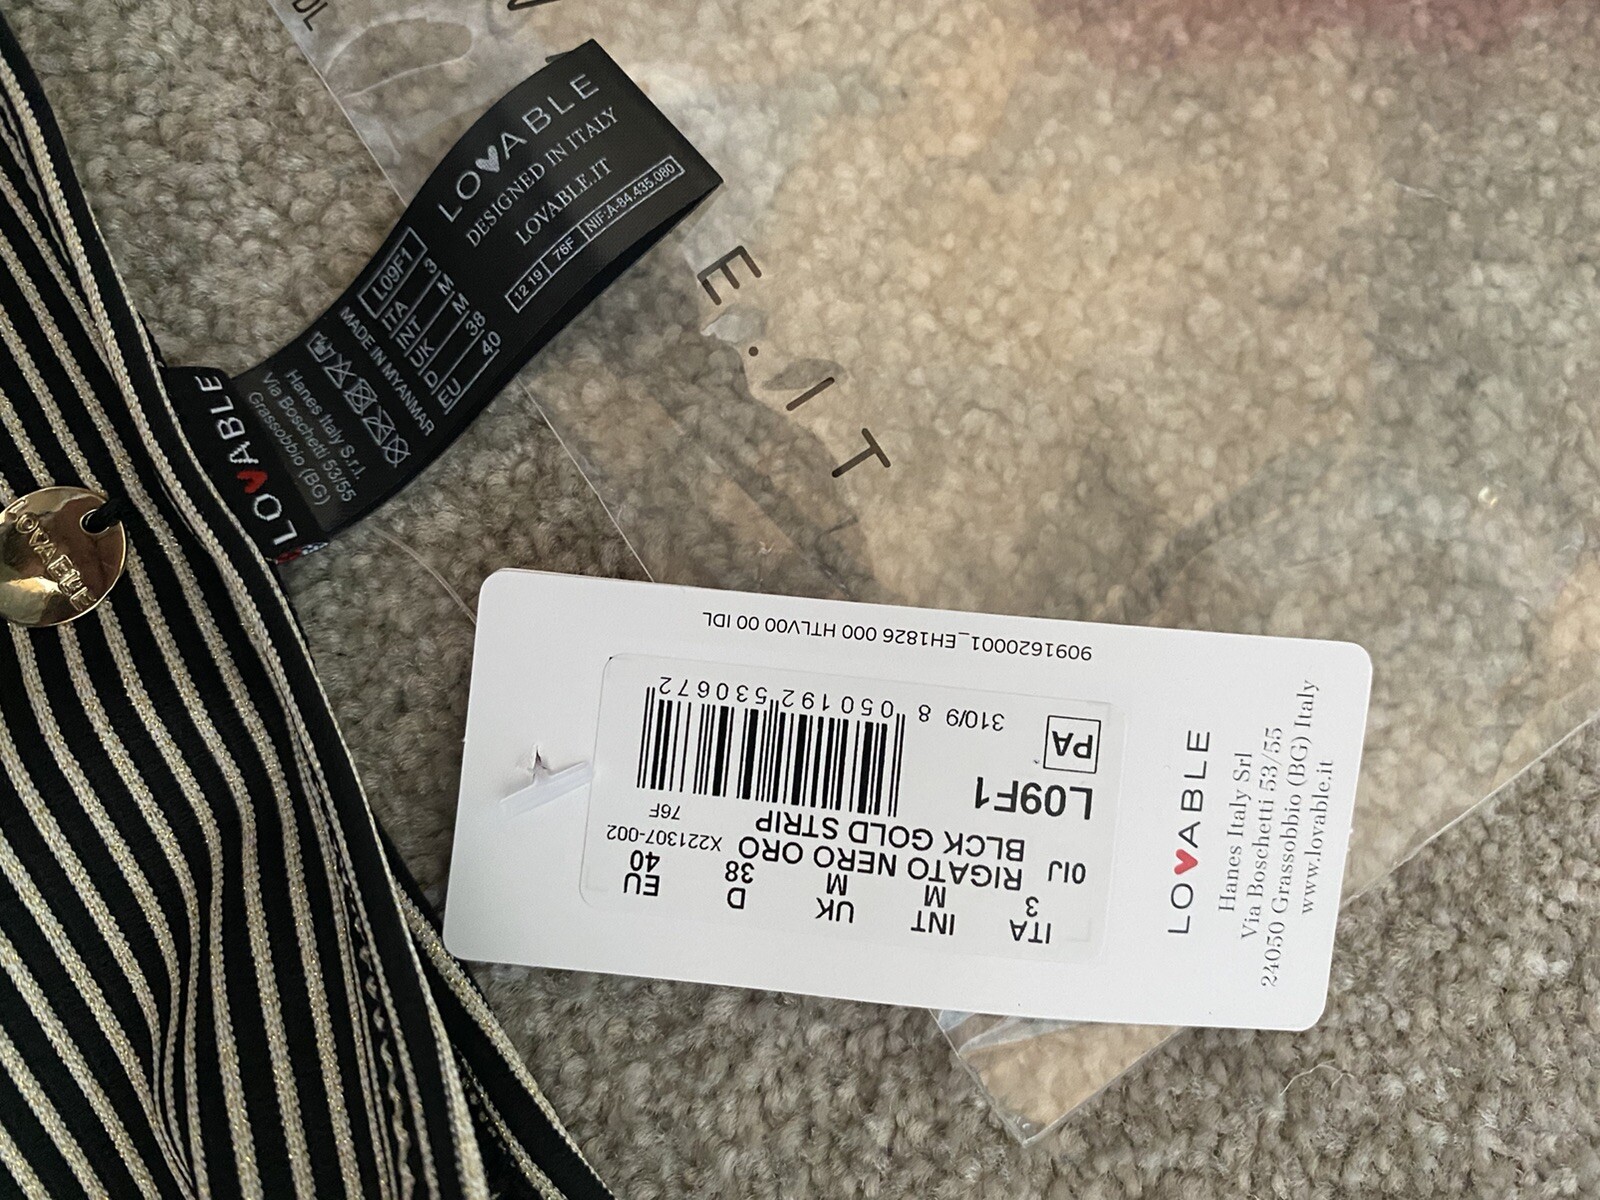 DL
LOVABLE
DESIGNED IN ITALY
LOVABLE.IT
12 19 76F NIF:A-84.435.080
L09F1
ITA 3
INT M
UK M
D 38
EU 40
MADE IN MYANMAR
Hanes Italy S.r.l.
Via Boschetti 53/55
Grassobbio (BG)
LOVABLE
LOVABLE
E.IT
9091620001_EH1826 000 HTLV00 00 IDL
ITA INT UK D EU
3 M M 38 40
0IJ RIGATO NERO ORO X221307-002
BLCK GOLD STRIP 76F
L09F1
PA 310/9 8 050192 530672
LOVABLE
Hanes Italy Srl
Via Boschetti 53/55
24050 Grassobbio (BG) Italy
www.lovable.it